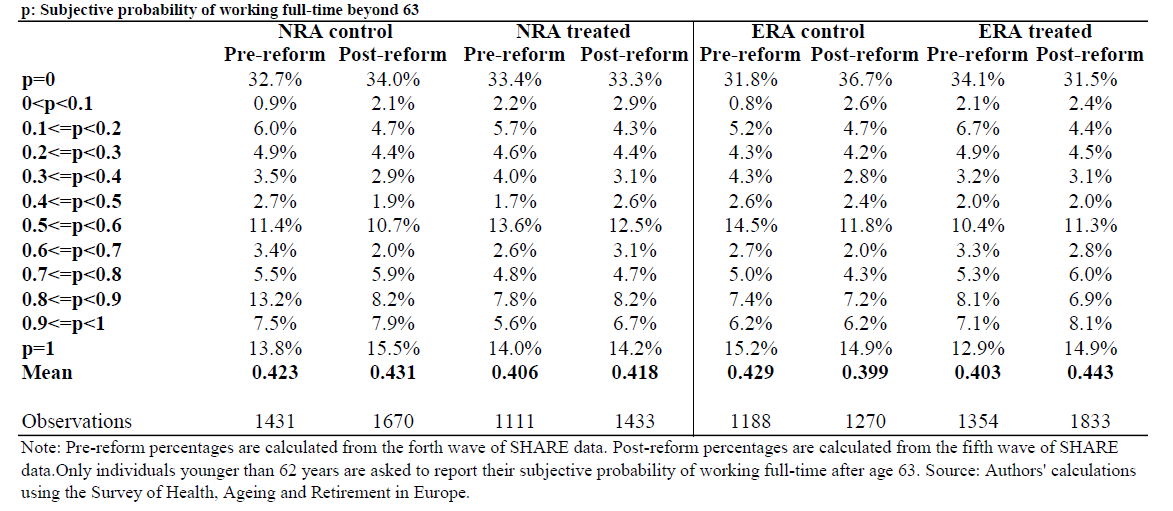 p: Subjective probability of working full-time beyond 63
NRA control NRA treated ERA control ERA treated
Pre-reform Post-reform Pre-reform Post-reform Pre-reform Post-reform Pre-reform Post-reform
p=0 32.7% 34.0% 33.4% 33.3% 31.8% 36.7% 34.1% 31.5%
0<p<0.1 0.9% 2.1% 2.2% 2.9% 0.8% 2.6% 2.1% 2.4%
0.1<=p<0.2 6.0% 4.7% 5.7% 4.3% 5.2% 4.7% 6.7% 4.4%
0.2<=p<0.3 4.9% 4.4% 4.6% 4.4% 4.3% 4.2% 4.9% 4.5%
0.3<=p<0.4 3.5% 2.9% 4.0% 3.1% 4.3% 2.8% 3.2% 3.1%
0.4<=p<0.5 2.7% 1.9% 1.7% 2.6% 2.6% 2.4% 2.0% 2.0%
0.5<=p<0.6 11.4% 10.7% 13.6% 12.5% 14.5% 11.8% 10.4% 11.3%
0.6<=p<0.7 3.4% 2.0% 2.6% 3.1% 2.7% 2.0% 3.3% 2.8%
0.7<=p<0.8 5.5% 5.9% 4.8% 4.7% 5.0% 4.3% 5.3% 6.0%
0.8<=p<0.9 13.2% 8.2% 7.8% 8.2% 7.4% 7.2% 8.1% 6.9%
0.9<=p<1 7.5% 7.9% 5.6% 6.7% 6.2% 6.2% 7.1% 8.1%
p=1 13.8% 15.5% 14.0% 14.2% 15.2% 14.9% 12.9% 14.9%
Mean 0.423 0.431 0.406 0.418 0.429 0.399 0.403 0.443
Observations 1431 1670 1111 1433 1188 1270 1354 1833
Note: Pre-reform percentages are calculated from the forth wave of SHARE data. Post-reform percentages are calculated from the fifth wave of SHARE
data.Only individuals younger than 62 years are asked to report their subjective probability of working full-time after age 63. Source: Authors' calculations
using the Survey of Health, Ageing and Retirement in Europe.